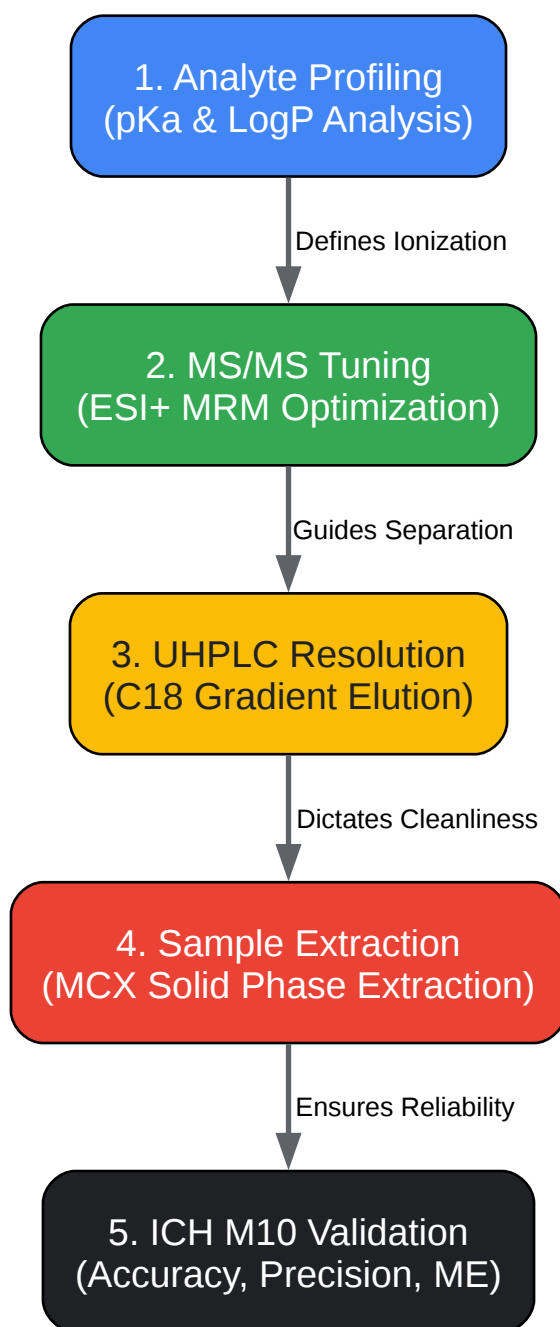 1. Analyte Profiling
(pKa & LogP Analysis)
Defines Ionization
2. MS/MS Tuning
(ESI+ MRM Optimization)
Guides Separation
3. UHPLC Resolution
(C18 Gradient Elution)
Dictates Cleanliness
4. Sample Extraction
(MCX Solid Phase Extraction)
Ensures Reliability
5. ICH M10 Validation
(Accuracy, Precision, ME)